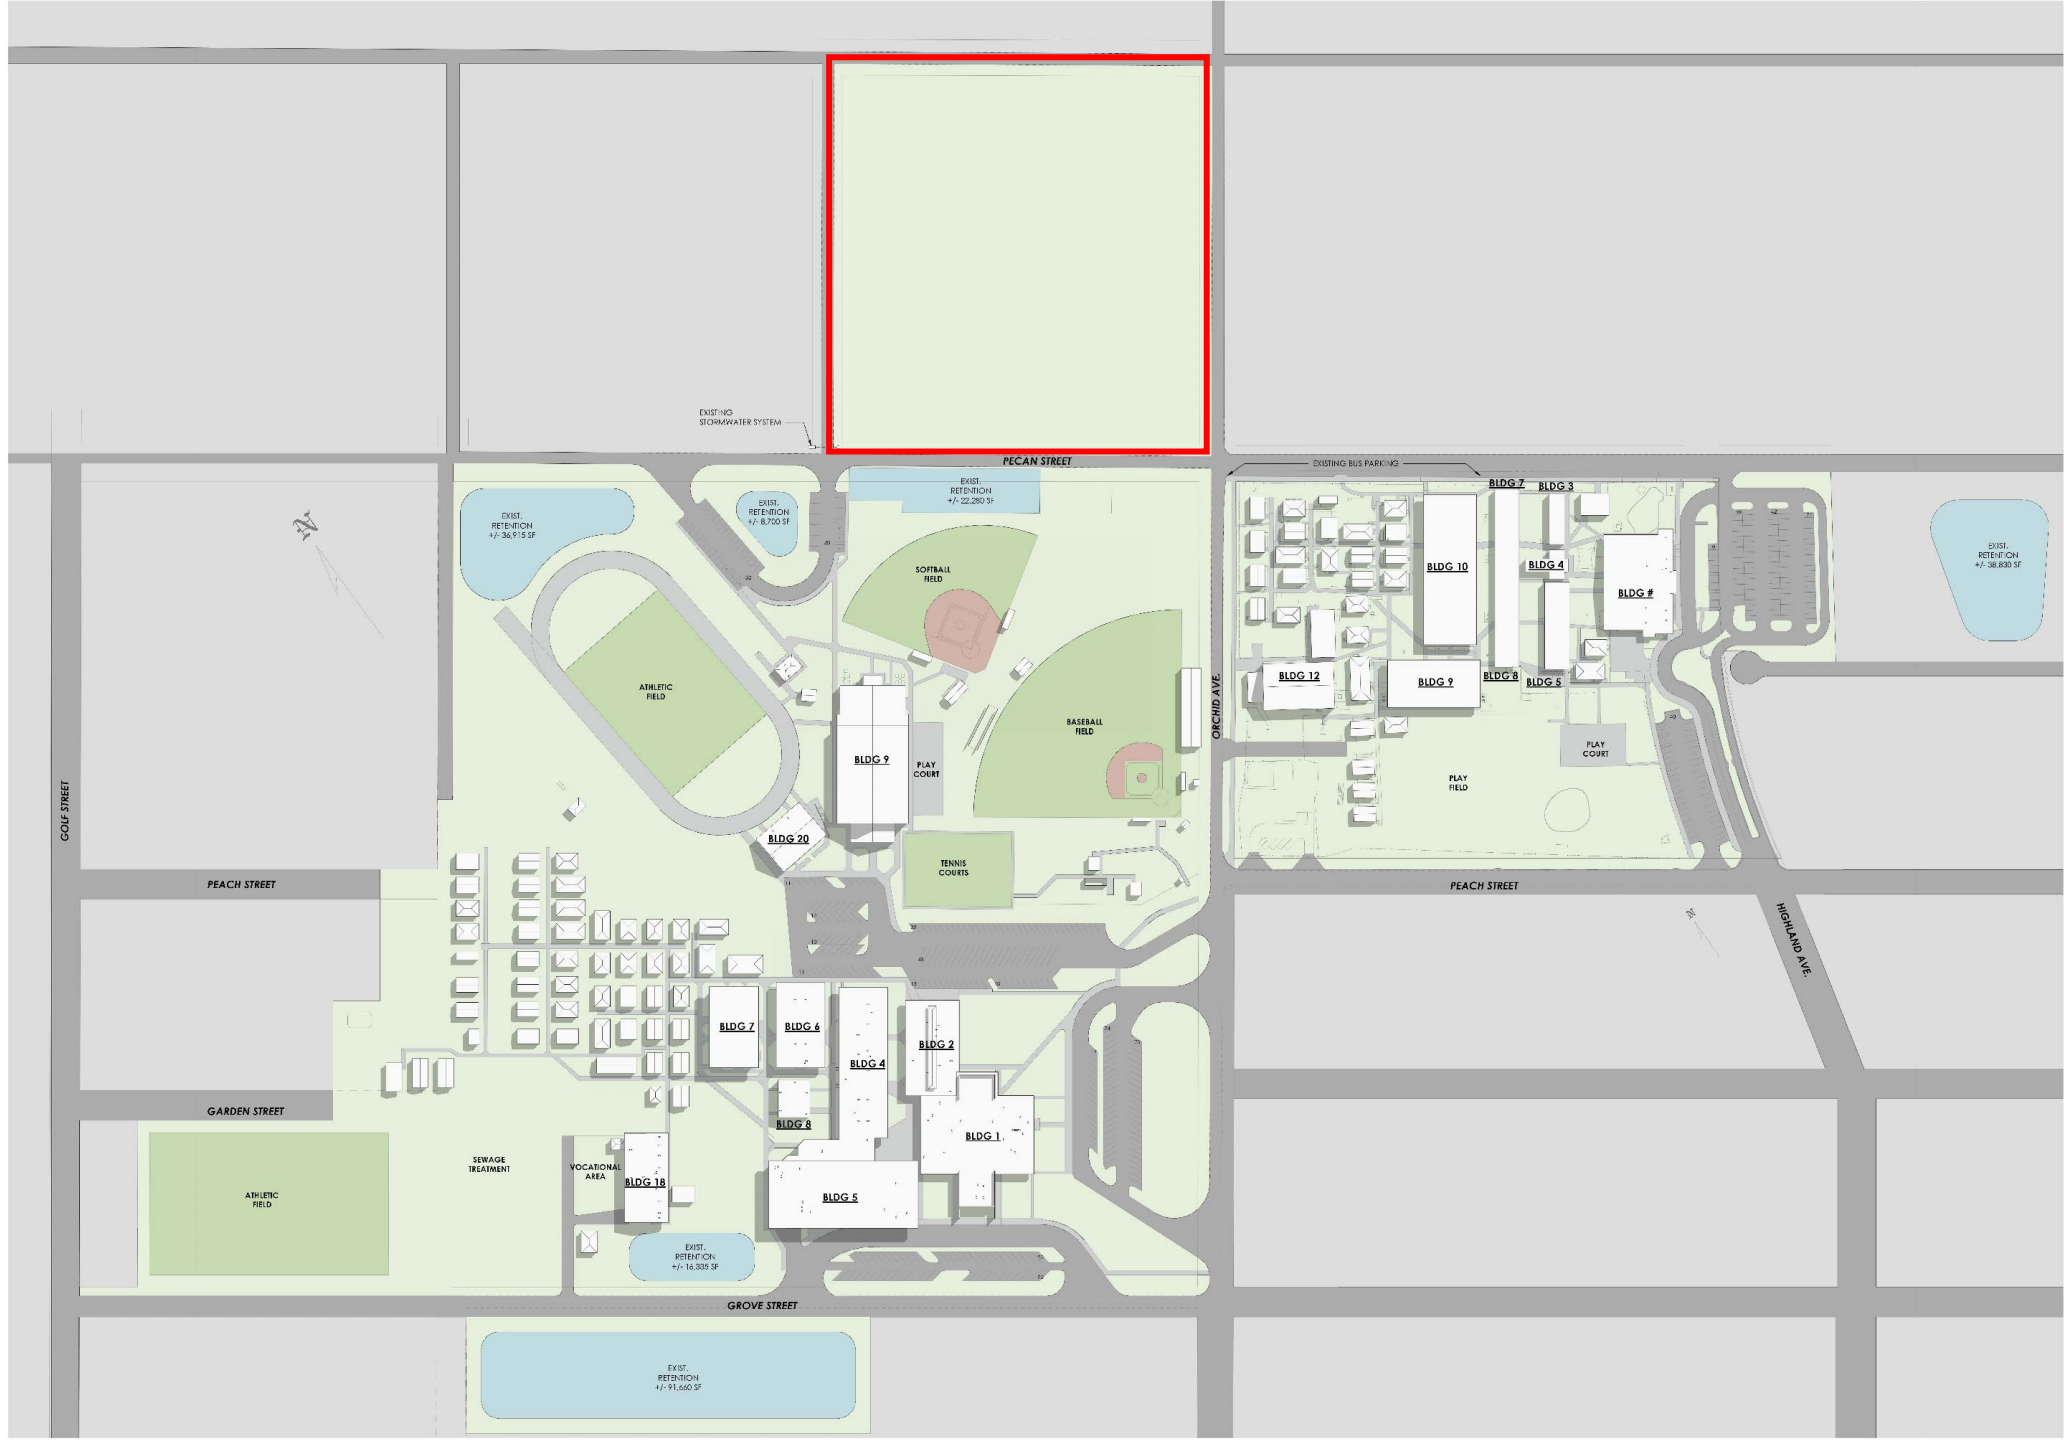 EXISTING
STORMWATER SYSTEM
PECAN STREET
EXISTING BUS PARKING
EXIST.
RETENTION
+/- 36,915 SF
EXIST.
RETENTION
+/- 8,700 SF
EXIST.
RETENTION
+/- 22,280 SF
BLDG 7
BLDG 3
EXIST.
RETENTION
+/- 38,830 SF
N
SOFTBALL
FIELD
BLDG 10
BLDG 4
BLDG #
ATHLETIC
FIELD
BLDG 12
BLDG 9
BLDG 8
BLDG 5
ORCHID AVE.
BASEBALL
FIELD
BLDG 9
PLAY
COURT
PLAY
COURT
PLAY
FIELD
GOLF STREET
BLDG 20
TENNIS
COURTS
PEACH STREET
PEACH STREET
N
HIGHLAND AVE.
BLDG 7
BLDG 6
BLDG 4
BLDG 2
GARDEN STREET
BLDG 8
BLDG 1
SEWAGE
TREATMENT
VOCATIONAL
AREA
BLDG 18
BLDG 5
ATHLETIC
FIELD
EXIST.
RETENTION
+/- 16,335 SF
GROVE STREET
EXIST.
RETENTION
+/- 91,660 SF